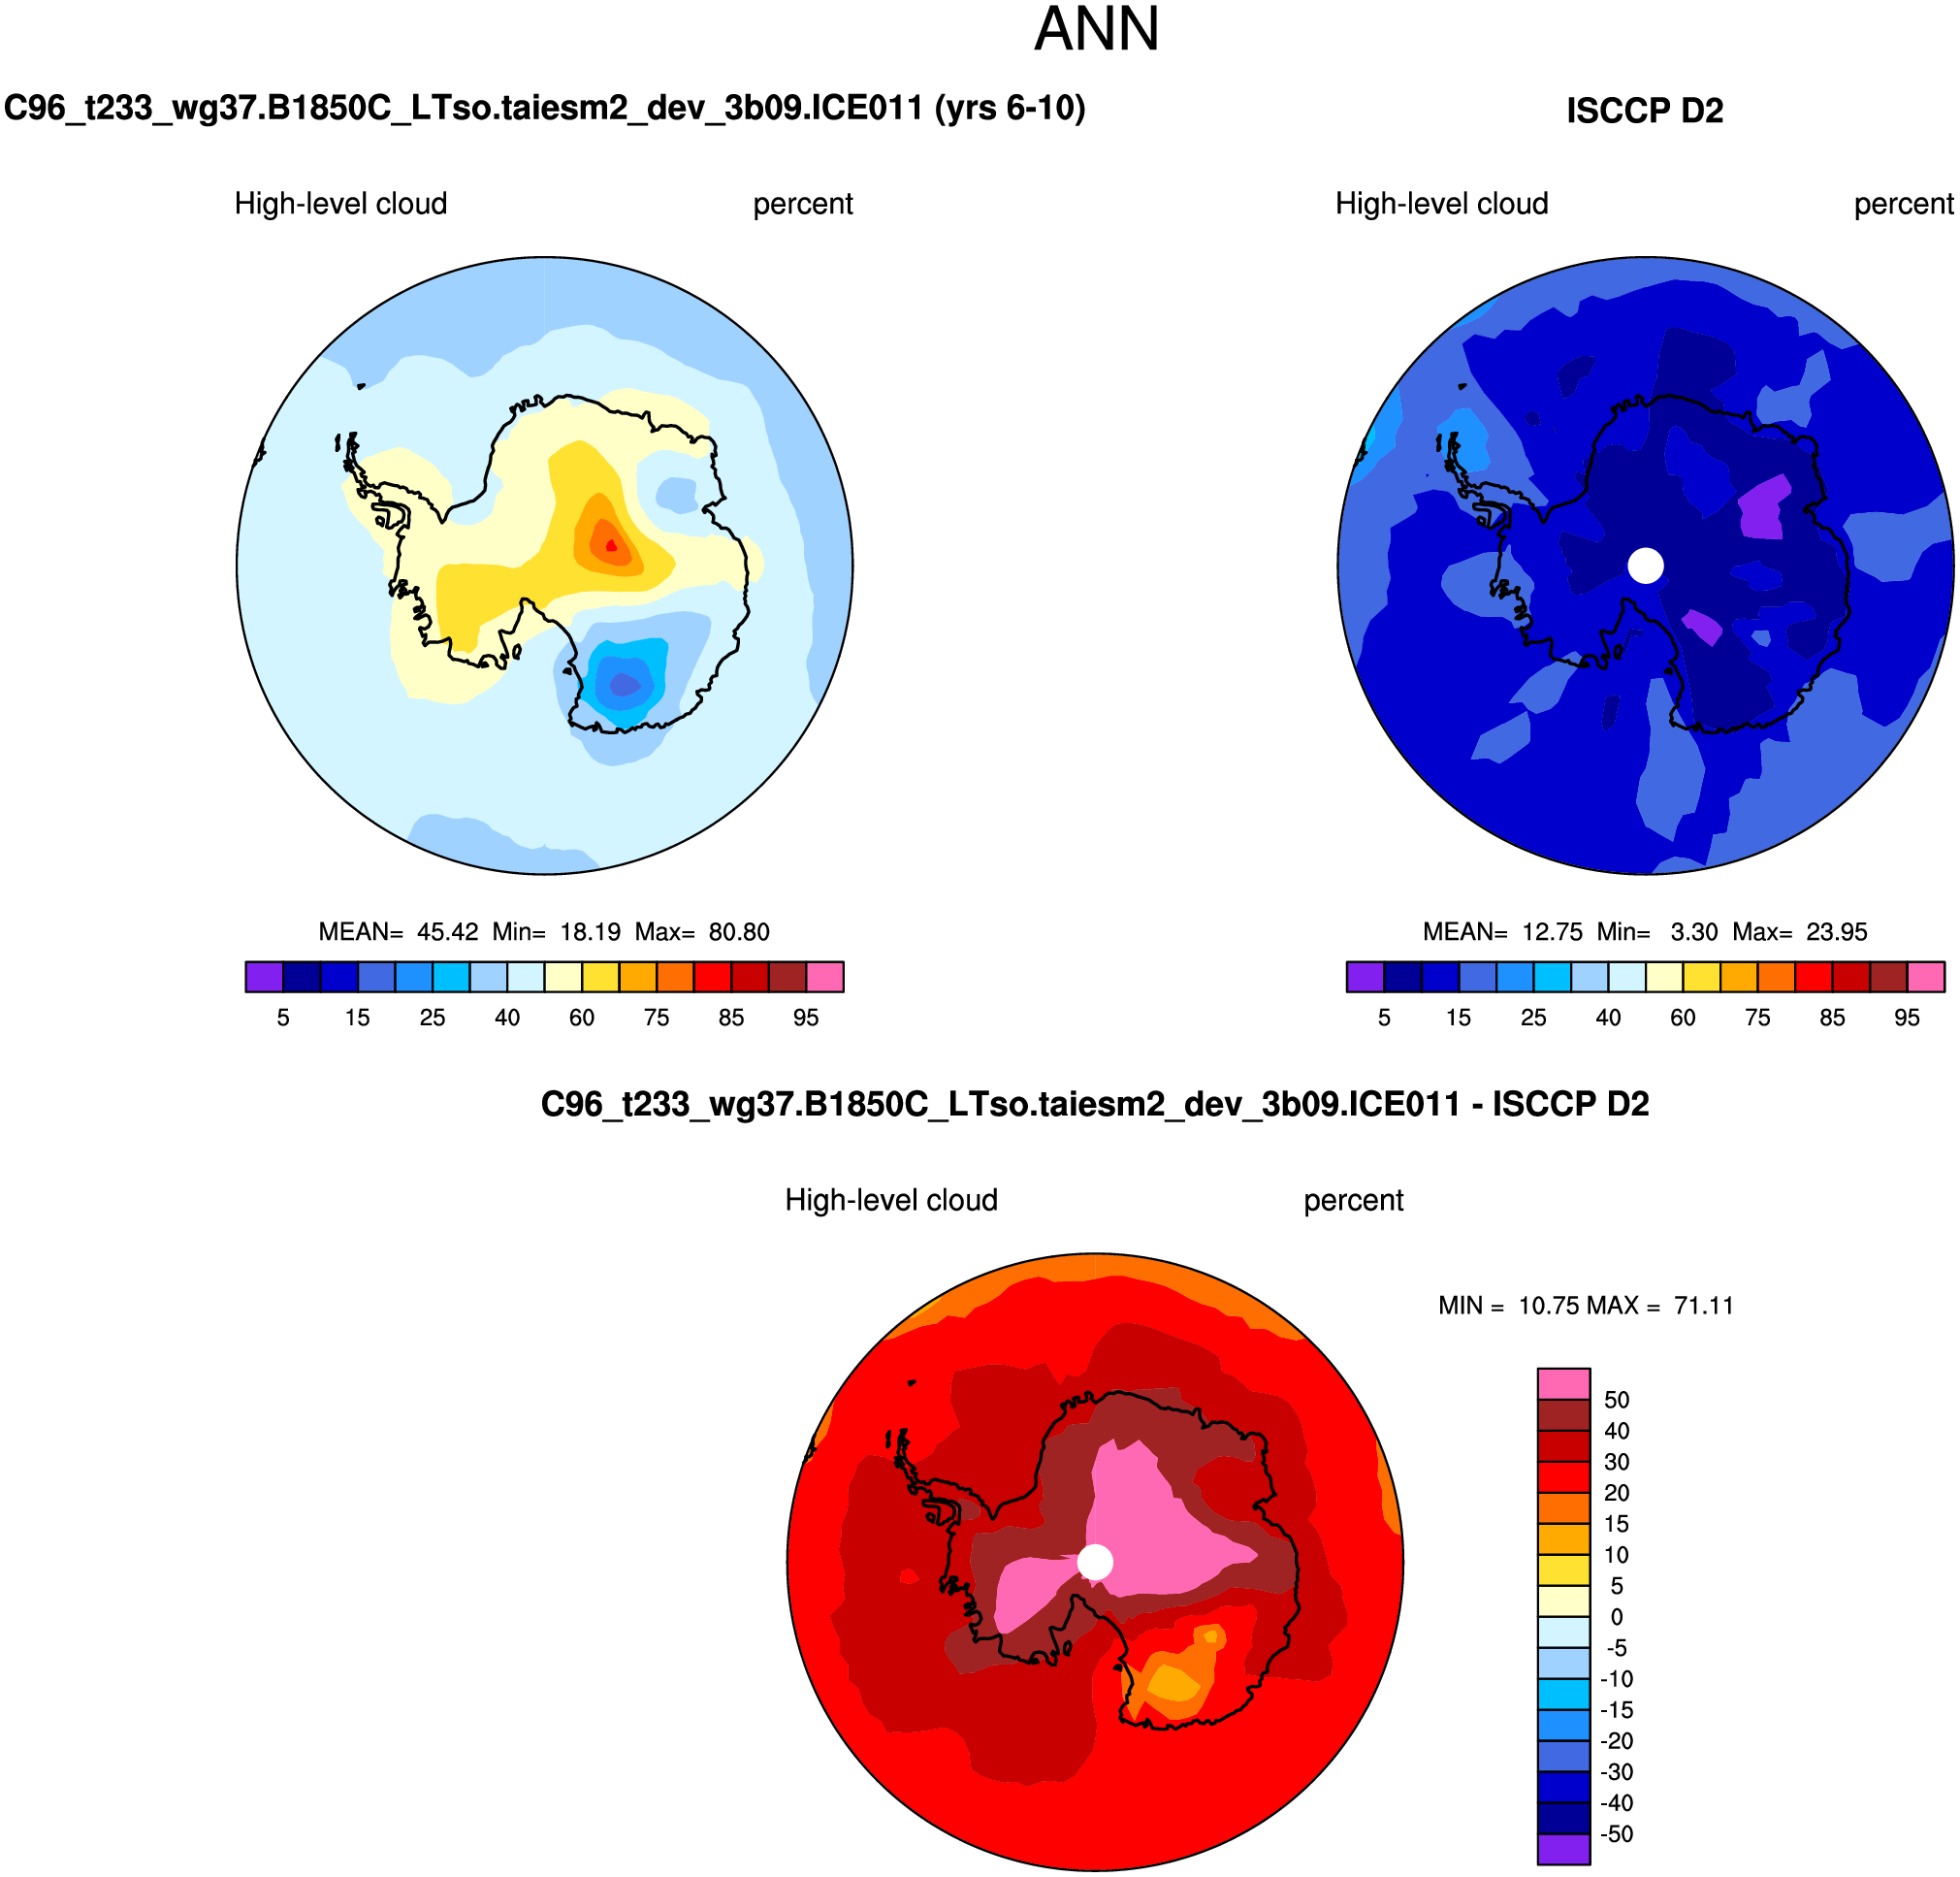 ANN
C96_t233_wg37.B1850C_LTso.taiesm2_dev_3b09.ICE011 (yrs 6-10)
ISCCP D2
High-level cloud percent
High-level cloud percent
MEAN= 45.42 Min= 18.19 Max= 80.80
MEAN= 12.75 Min= 3.30 Max= 23.95
5 15 25 40 60 75 85 95
5 15 25 40 60 75 85 95
C96_t233_wg37.B1850C_LTso.taiesm2_dev_3b09.ICE011 - ISCCP D2
High-level cloud percent
MIN = 10.75 MAX = 71.11
50
40
30
20
15
10
5
0
-5
-10
-15
-20
-30
-40
-50